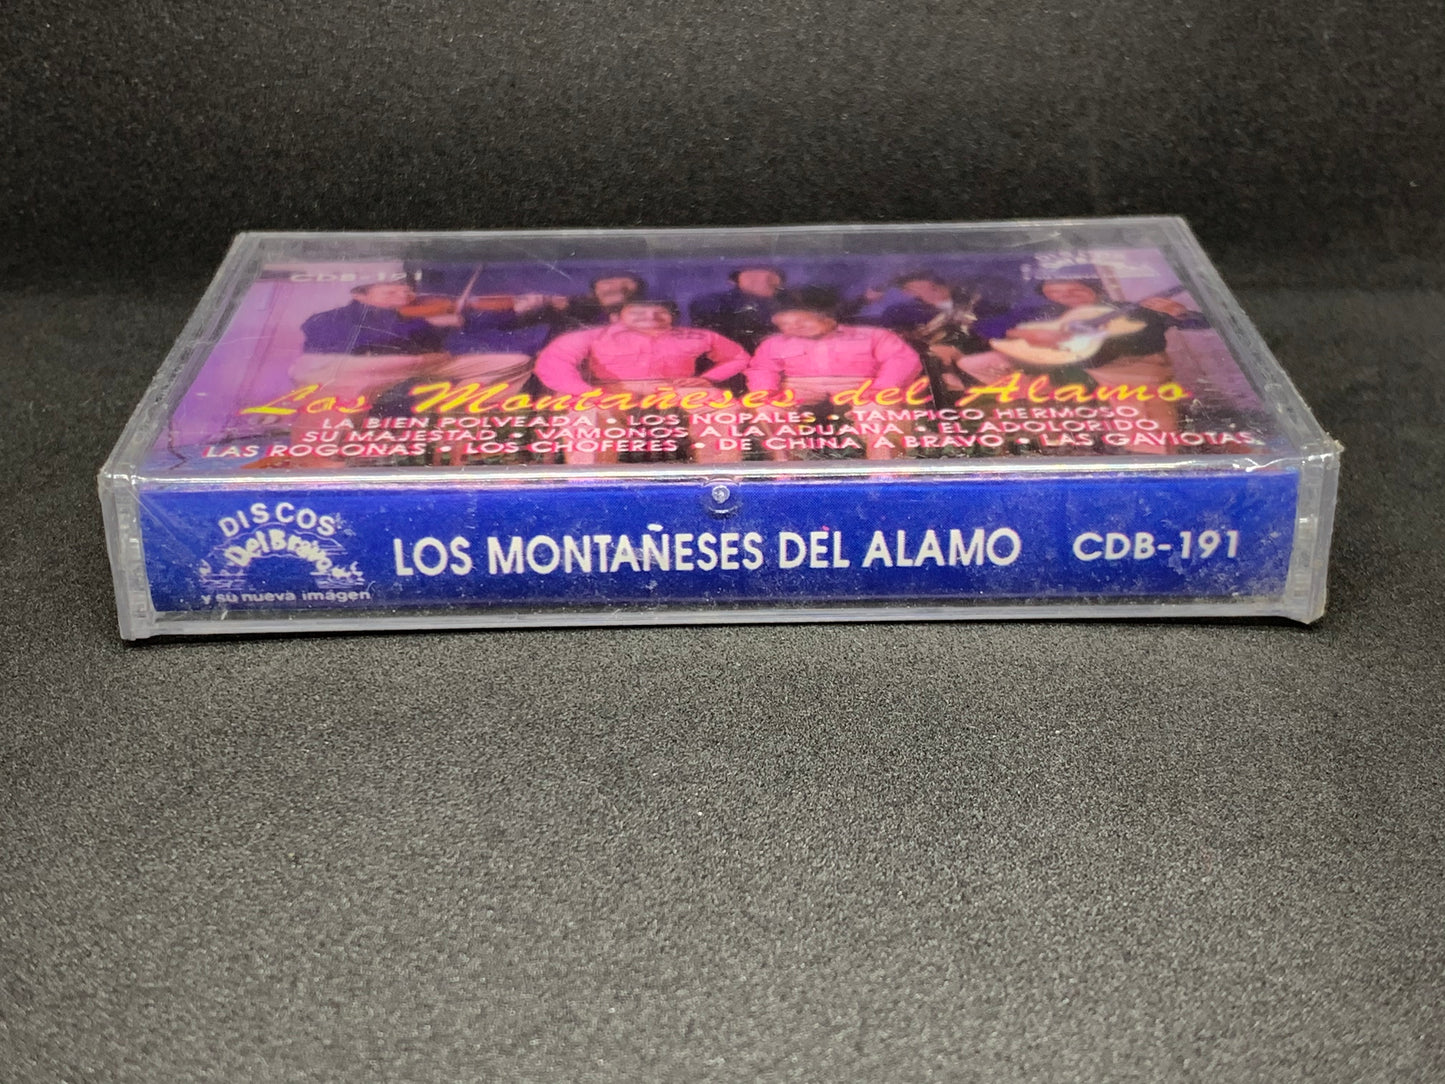 CDB-191
Los Montañeses del Alamo
LA BIEN POLVEADA • LOS NOPALES • TAMPICO HERMOSO
SU MAJESTAD • VAMONOS • LA ADUANA • EL ADOLORIDO
LAS ROGONAS • LOS CHOFERES • DE CHINA A BRAVO • LAS GAVIOTAS
DISCOS
Del Bravo
y su nueva imagen
LOS MONTAÑESES DEL ALAMO
CDB-191